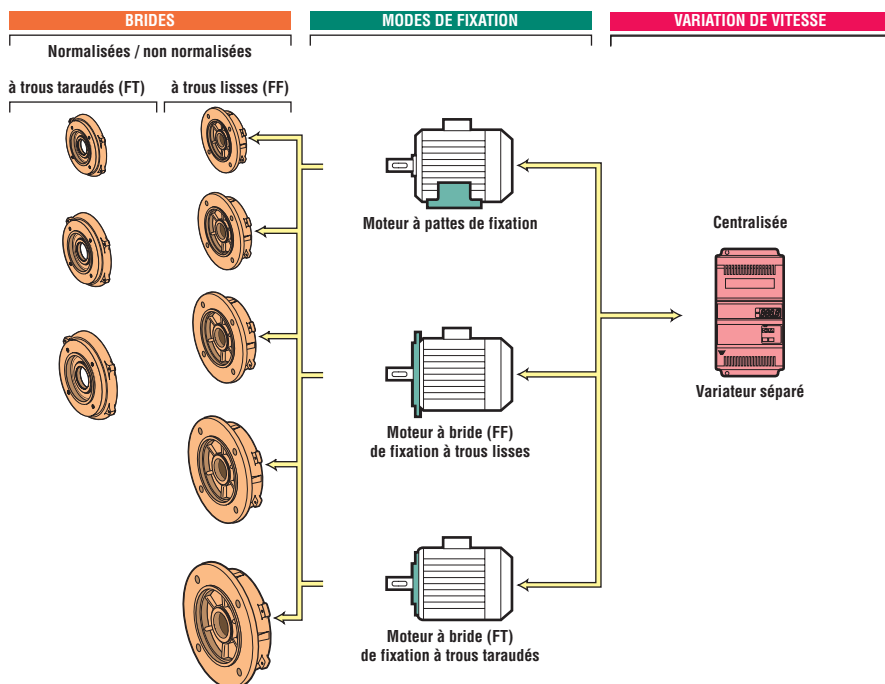 BRIDES
MODES DE FIXATION
VARIATION DE VITESSE
Normalisées / non normalisées
à trous taraudés (FT)
à trous lisses (FF)
Moteur à pattes de fixation
Centralisée
Variateur séparé
Moteur à bride (FF)
de fixation à trous lisses
Moteur à bride (FT)
de fixation à trous taraudés